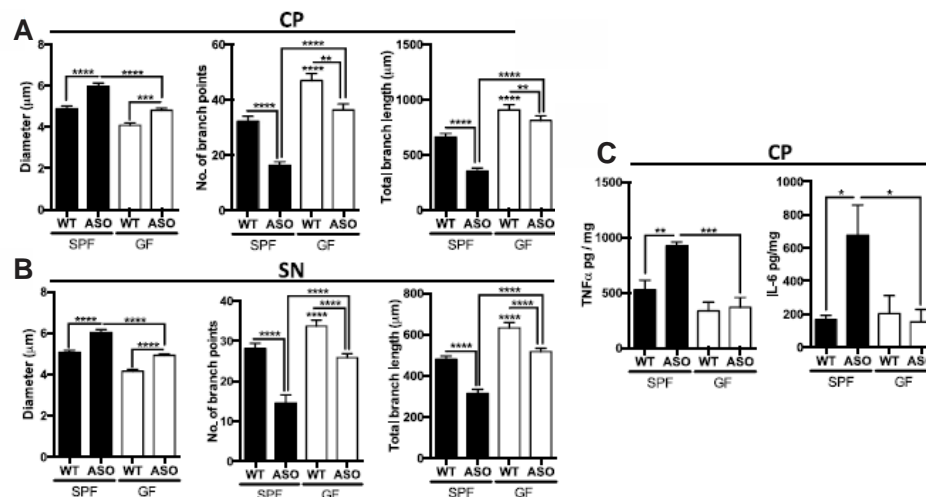 A
CP
Diameter (μm)
8
6
4
2
0
****
****
***
WT ASO WT ASO
SPF GF
No. of branch points
60
40
20
0
****
**
****
****
WT ASO WT ASO
SPF GF
Total branch length (μm)
1500
1000
500
0
****
**
****
****
WT ASO WT ASO
SPF GF
B
SN
Diameter (μm)
8
6
4
2
0
****
****
****
WT ASO WT ASO
SPF GF
No. of branch points
40
30
20
10
0
****
****
****
****
WT ASO WT ASO
SPF GF
Total branch length (μm)
800
600
400
200
0
****
****
****
****
WT ASO WT ASO
SPF GF
C
CP
TNFα pg / mg
1500
1000
500
0
**
***
WT ASO WT ASO
SPF GF
IL-6 pg/mg
1000
800
600
400
200
0
*
*
WT ASO WT ASO
SPF GF